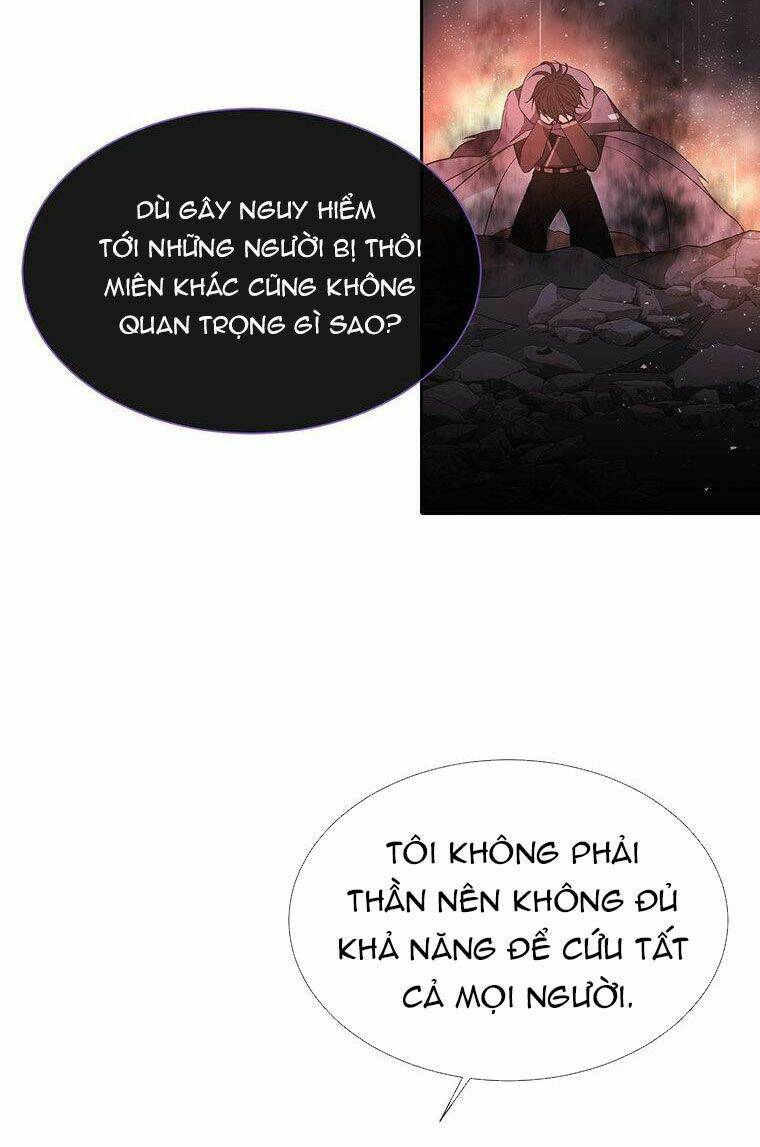 DÙ GÂY NGUY HIỂM
TỚI NHỮNG NGƯỜI BỊ THÔI
MIÊN KHÁC CŨNG KHÔNG
QUAN TRỌNG GÌ SAO?
TÔI KHÔNG PHẢI
THẦN NÊN KHÔNG ĐỦ
KHẢ NĂNG ĐỂ CỨU TẤT
CẢ MỌI NGƯỜI.